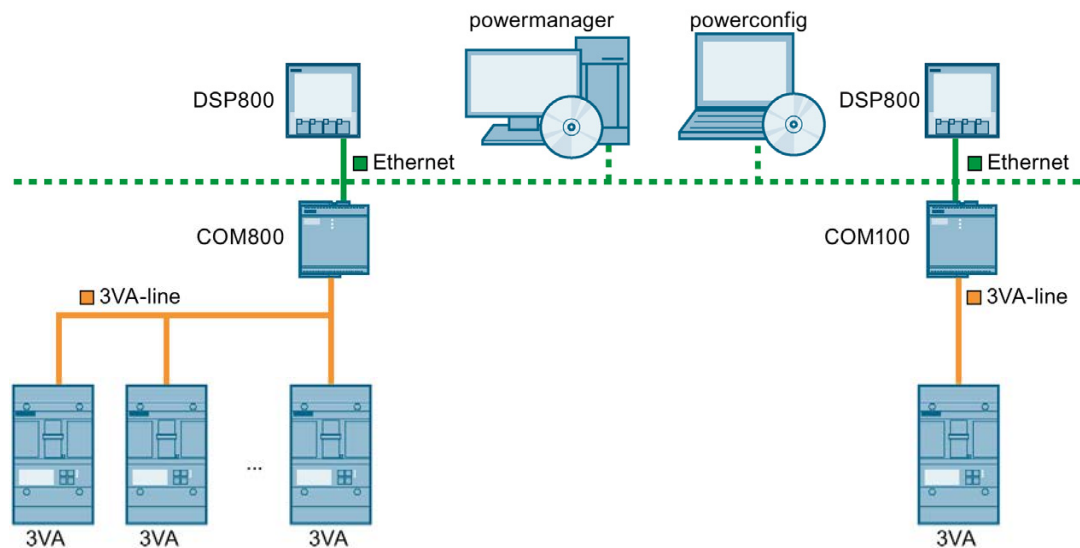 powermanager
powerconfig
DSP800
DSP800
Ethernet
Ethernet
COM800
COM100
3VA-line
3VA-line
...
3VA
3VA
3VA
3VA